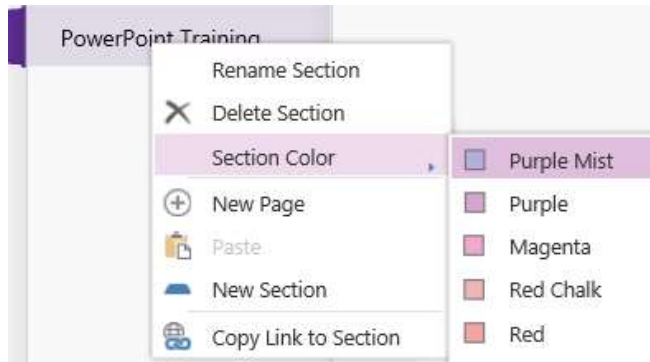 PowerPoint Training
Rename Section
Delete Section
Section Color
New Page
Paste
New Section
Copy Link to Section
Purple Mist
Purple
Magenta
Red Chalk
Red